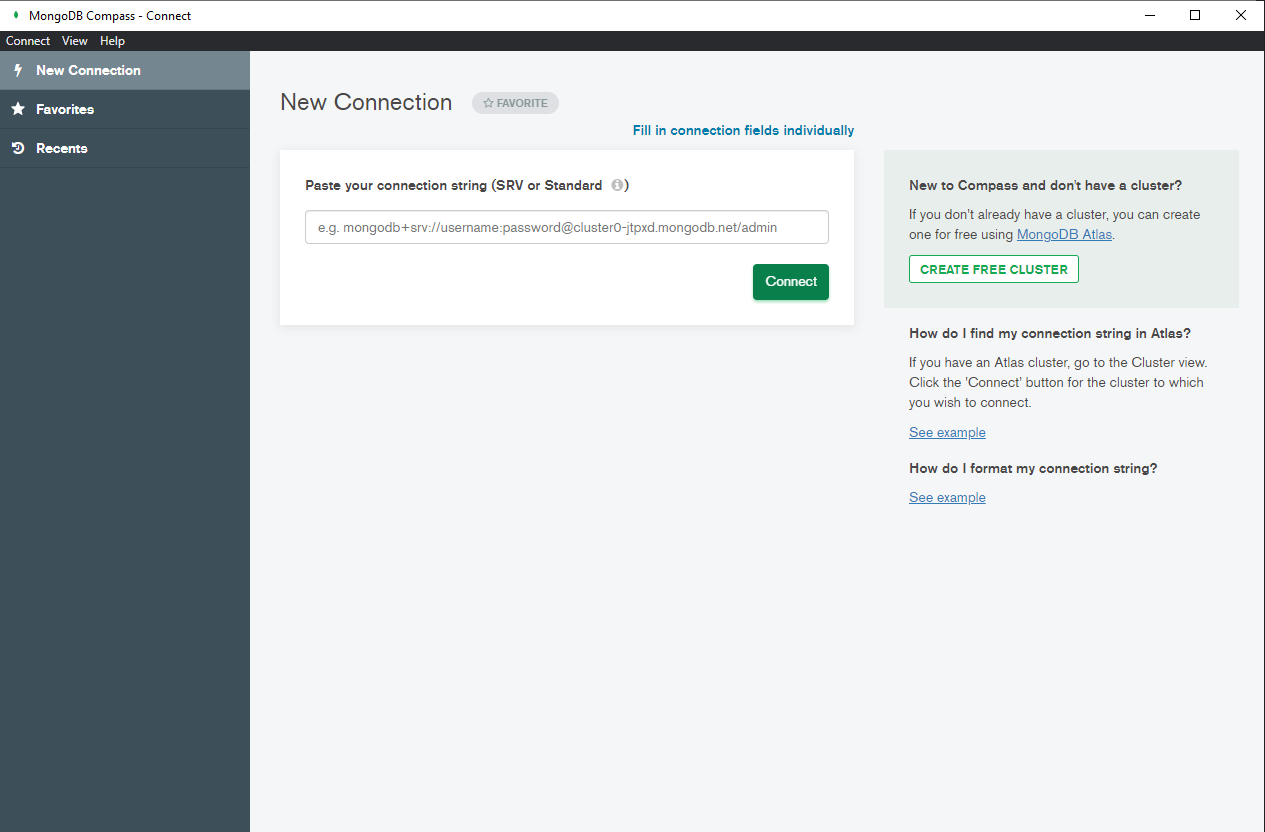 MongoDB Compass - Connect
Connect View Help
New Connection
Favorites
Recents
New Connection
FAVORITE
Fill in connection fields individually
Paste your connection string (SRV or Standard )
e.g. mongodb+srv://username:password@cluster0-jtpxd.mongodb.net/admin
Connect
New to Compass and don't have a cluster?
If you don't already have a cluster, you can create
one for free using MongoDB Atlas.
CREATE FREE CLUSTER
How do I find my connection string in Atlas?
If you have an Atlas cluster, go to the Cluster view.
Click the 'Connect' button for the cluster to which
you wish to connect.
See example
How do I format my connection string?
See example